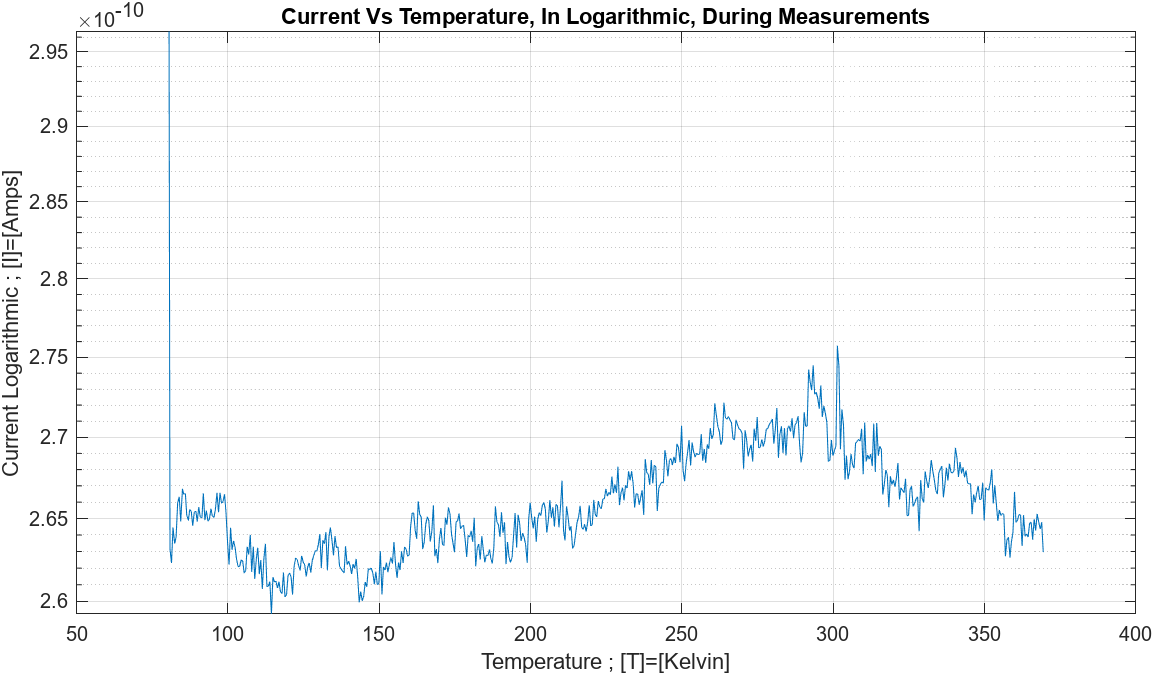 Current Vs Temperature, In Logarithmic, During Measurements
×10^-10
2.95
2.9
2.85
2.8
2.75
2.7
2.65
2.6
Current Logarithmic ; [I]=[Amps]
50 100 150 200 250 300 350 400
Temperature ; [T]=[Kelvin]